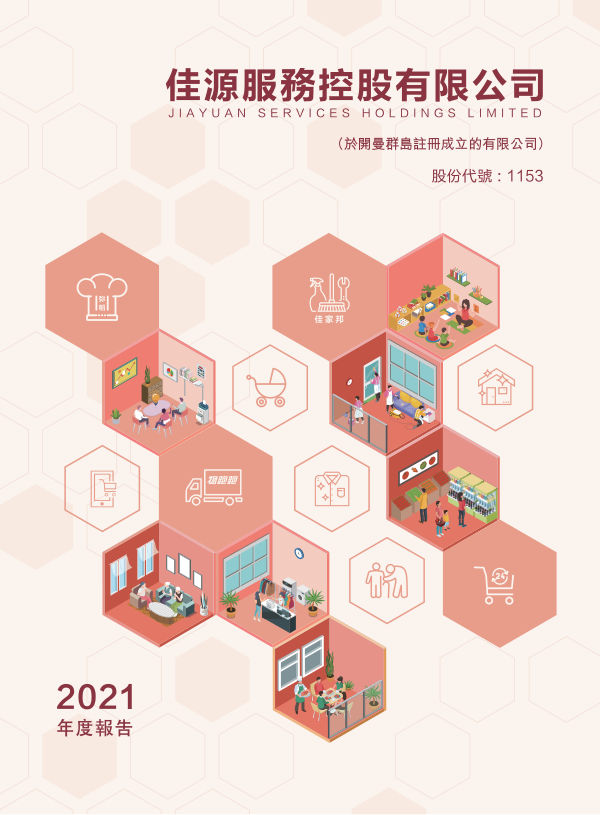 佳源服務控股有限公司
JIAYUAN SERVICES HOLDINGS LIMITED
(於開曼群島註冊成立的有限公司)
股份代號：1153
佳家邦
24
2021
年度報告